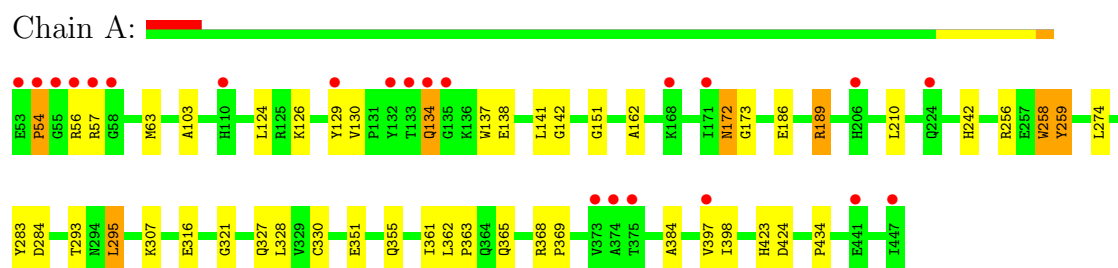 Chain A:
E53 P54 G55 R56 R57 G58 M63 A103 H110 L124 R125 K126 Y129 V130 P131 Y132 T133 Q134 G135 K136 W137 E138 L141 G142 G151 A162 K168 I171 N172 G173 E186 R189 H206 L210 Q224 H242 R256 E257 W258 Y259 L274
Y283 D284 T293 N294 L295 K307 E316 G321 Q327 L328 V329 C330 E351 Q355 I361 L362 P363 Q364 Q365 R368 P369 V373 A374 T375 A384 V397 I398 H423 D424 P434 E441 I447